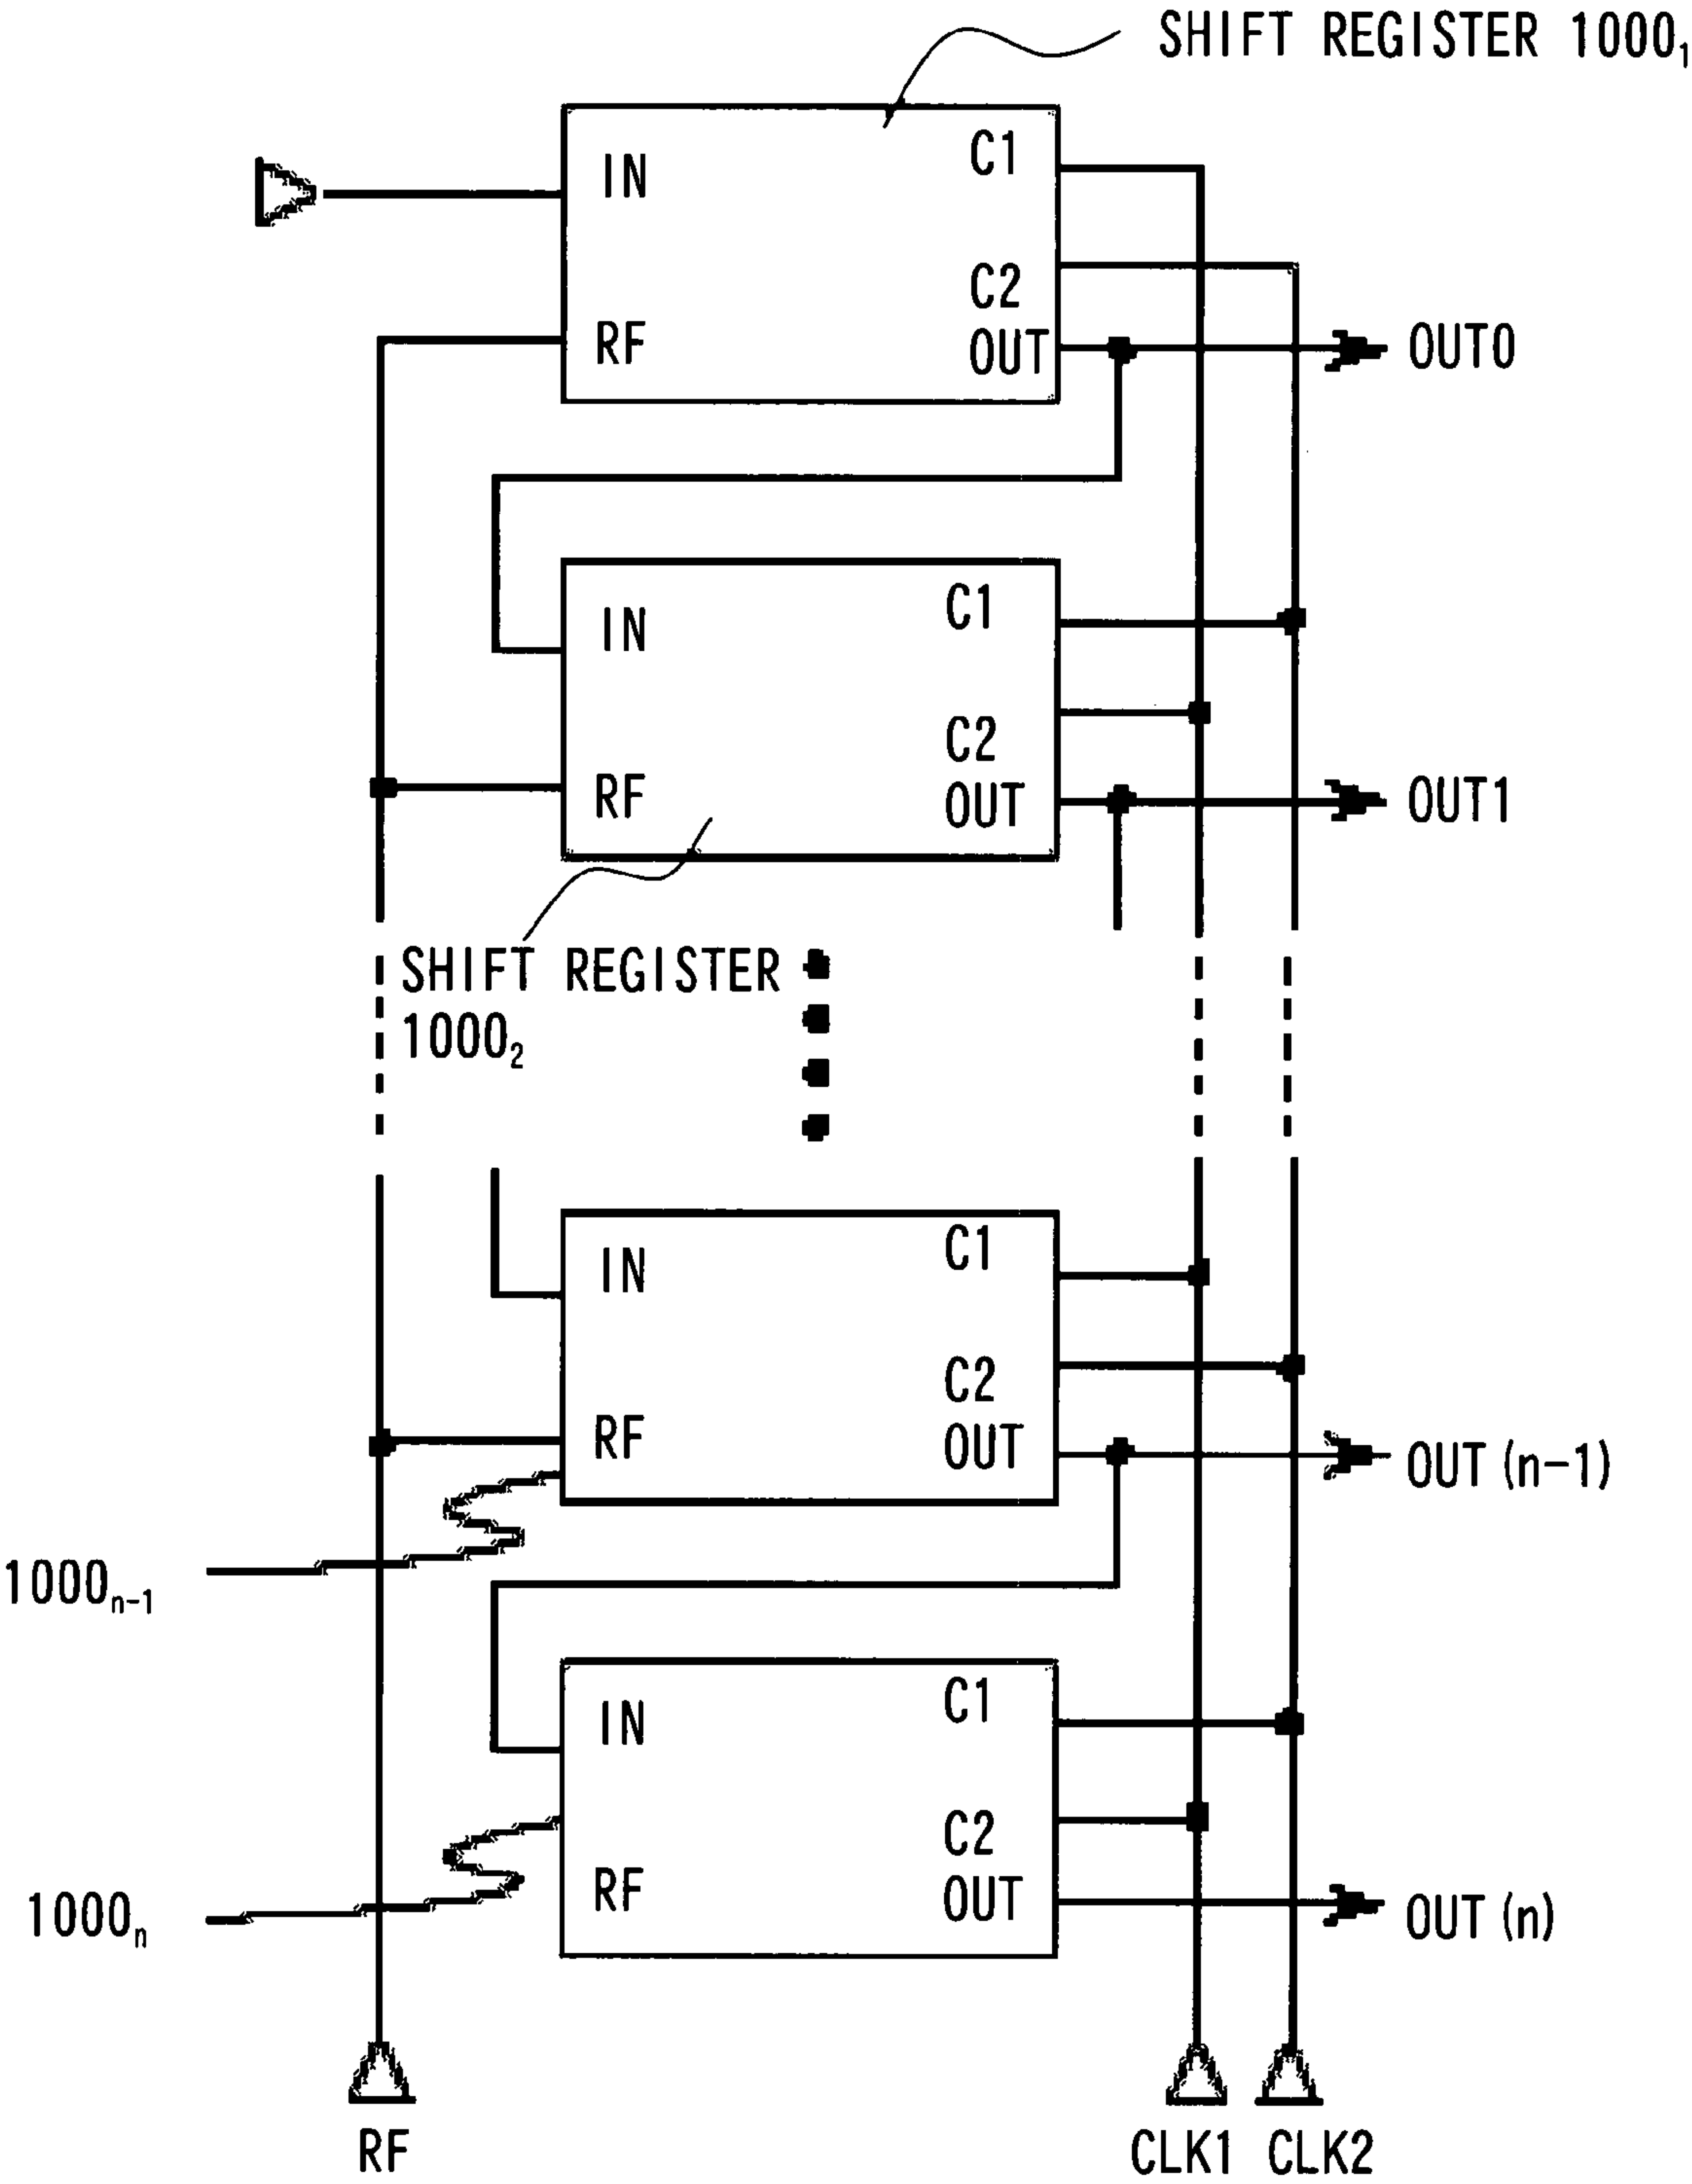 SHIFT REGISTER 1000₁
IN
C1
C2
RF
OUT
OUT0
IN
C1
C2
RF
OUT
OUT1
SHIFT REGISTER
1000₂
IN
C1
C2
RF
OUT
OUT (n-1)
1000ₙ₋₁
IN
C1
C2
RF
OUT
OUT (n)
1000ₙ
RF
CLK1
CLK2